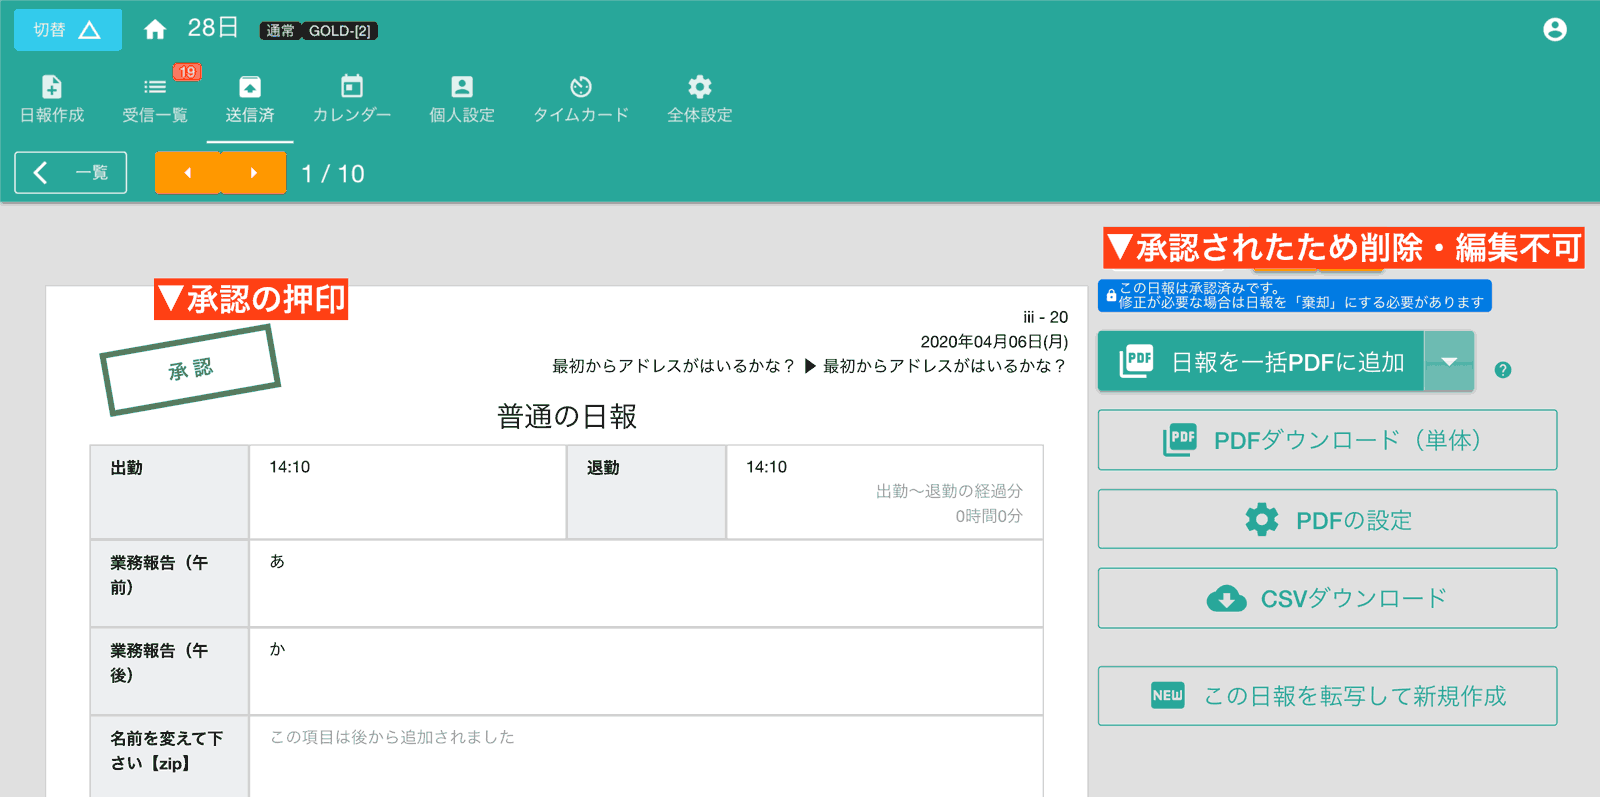 切替
28日
通常 GOLD-[2]
日報作成
受信一覧
19
送信済
カレンダー
個人設定
タイムカード
全体設定
一覧
1 / 10
▼承認されたため削除・編集不可
この日報は承認済みです。
修正が必要な場合は日報を「棄却」にする必要があります
▼承認の押印
承認
iii - 20
2020年04月06日(月)
最初からアドレスがはいるかな？ ▶ 最初からアドレスがはいるかな？
普通の日報
出勤
14:10
退勤
14:10
出勤〜退勤の経過分
0時間0分
業務報告（午
前）
あ
業務報告（午
後）
か
名前を変えて下
さい【zip】
この項目は後から追加されました
PDF 日報を一括PDFに追加
?
PDF PDFダウンロード（単体）
PDFの設定
CSVダウンロード
NEW この日報を転写して新規作成